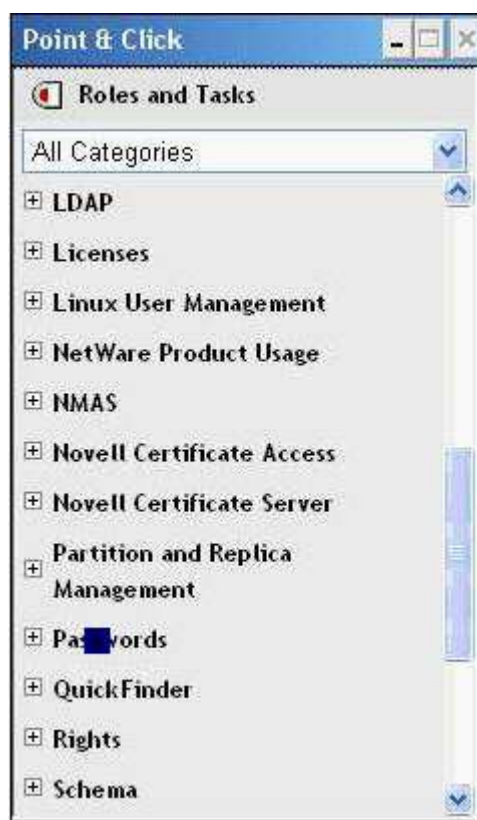 Point & Click
Roles and Tasks
All Categories
LDAP
Licenses
Linux User Management
NetWare Product Usage
NMAS
Novell Certificate Access
Novell Certificate Server
Partition and Replica
Management
QuickFinder
Rights
Schema